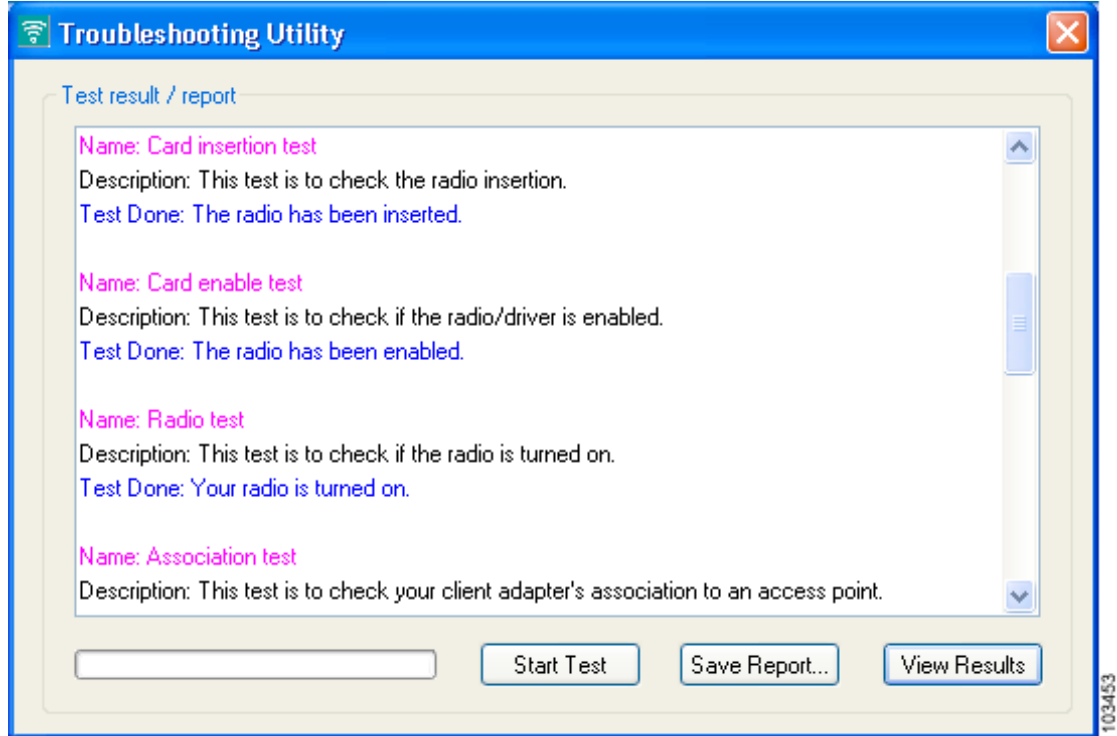 Troubleshooting Utility
Test result / report
Name: Card insertion test
Description: This test is to check the radio insertion.
Test Done: The radio has been inserted.
Name: Card enable test
Description: This test is to check if the radio/driver is enabled.
Test Done: The radio has been enabled.
Name: Radio test
Description: This test is to check if the radio is turned on.
Test Done: Your radio is turned on.
Name: Association test
Description: This test is to check your client adapter's association to an access point.
Start Test
Save Report...
View Results
103453